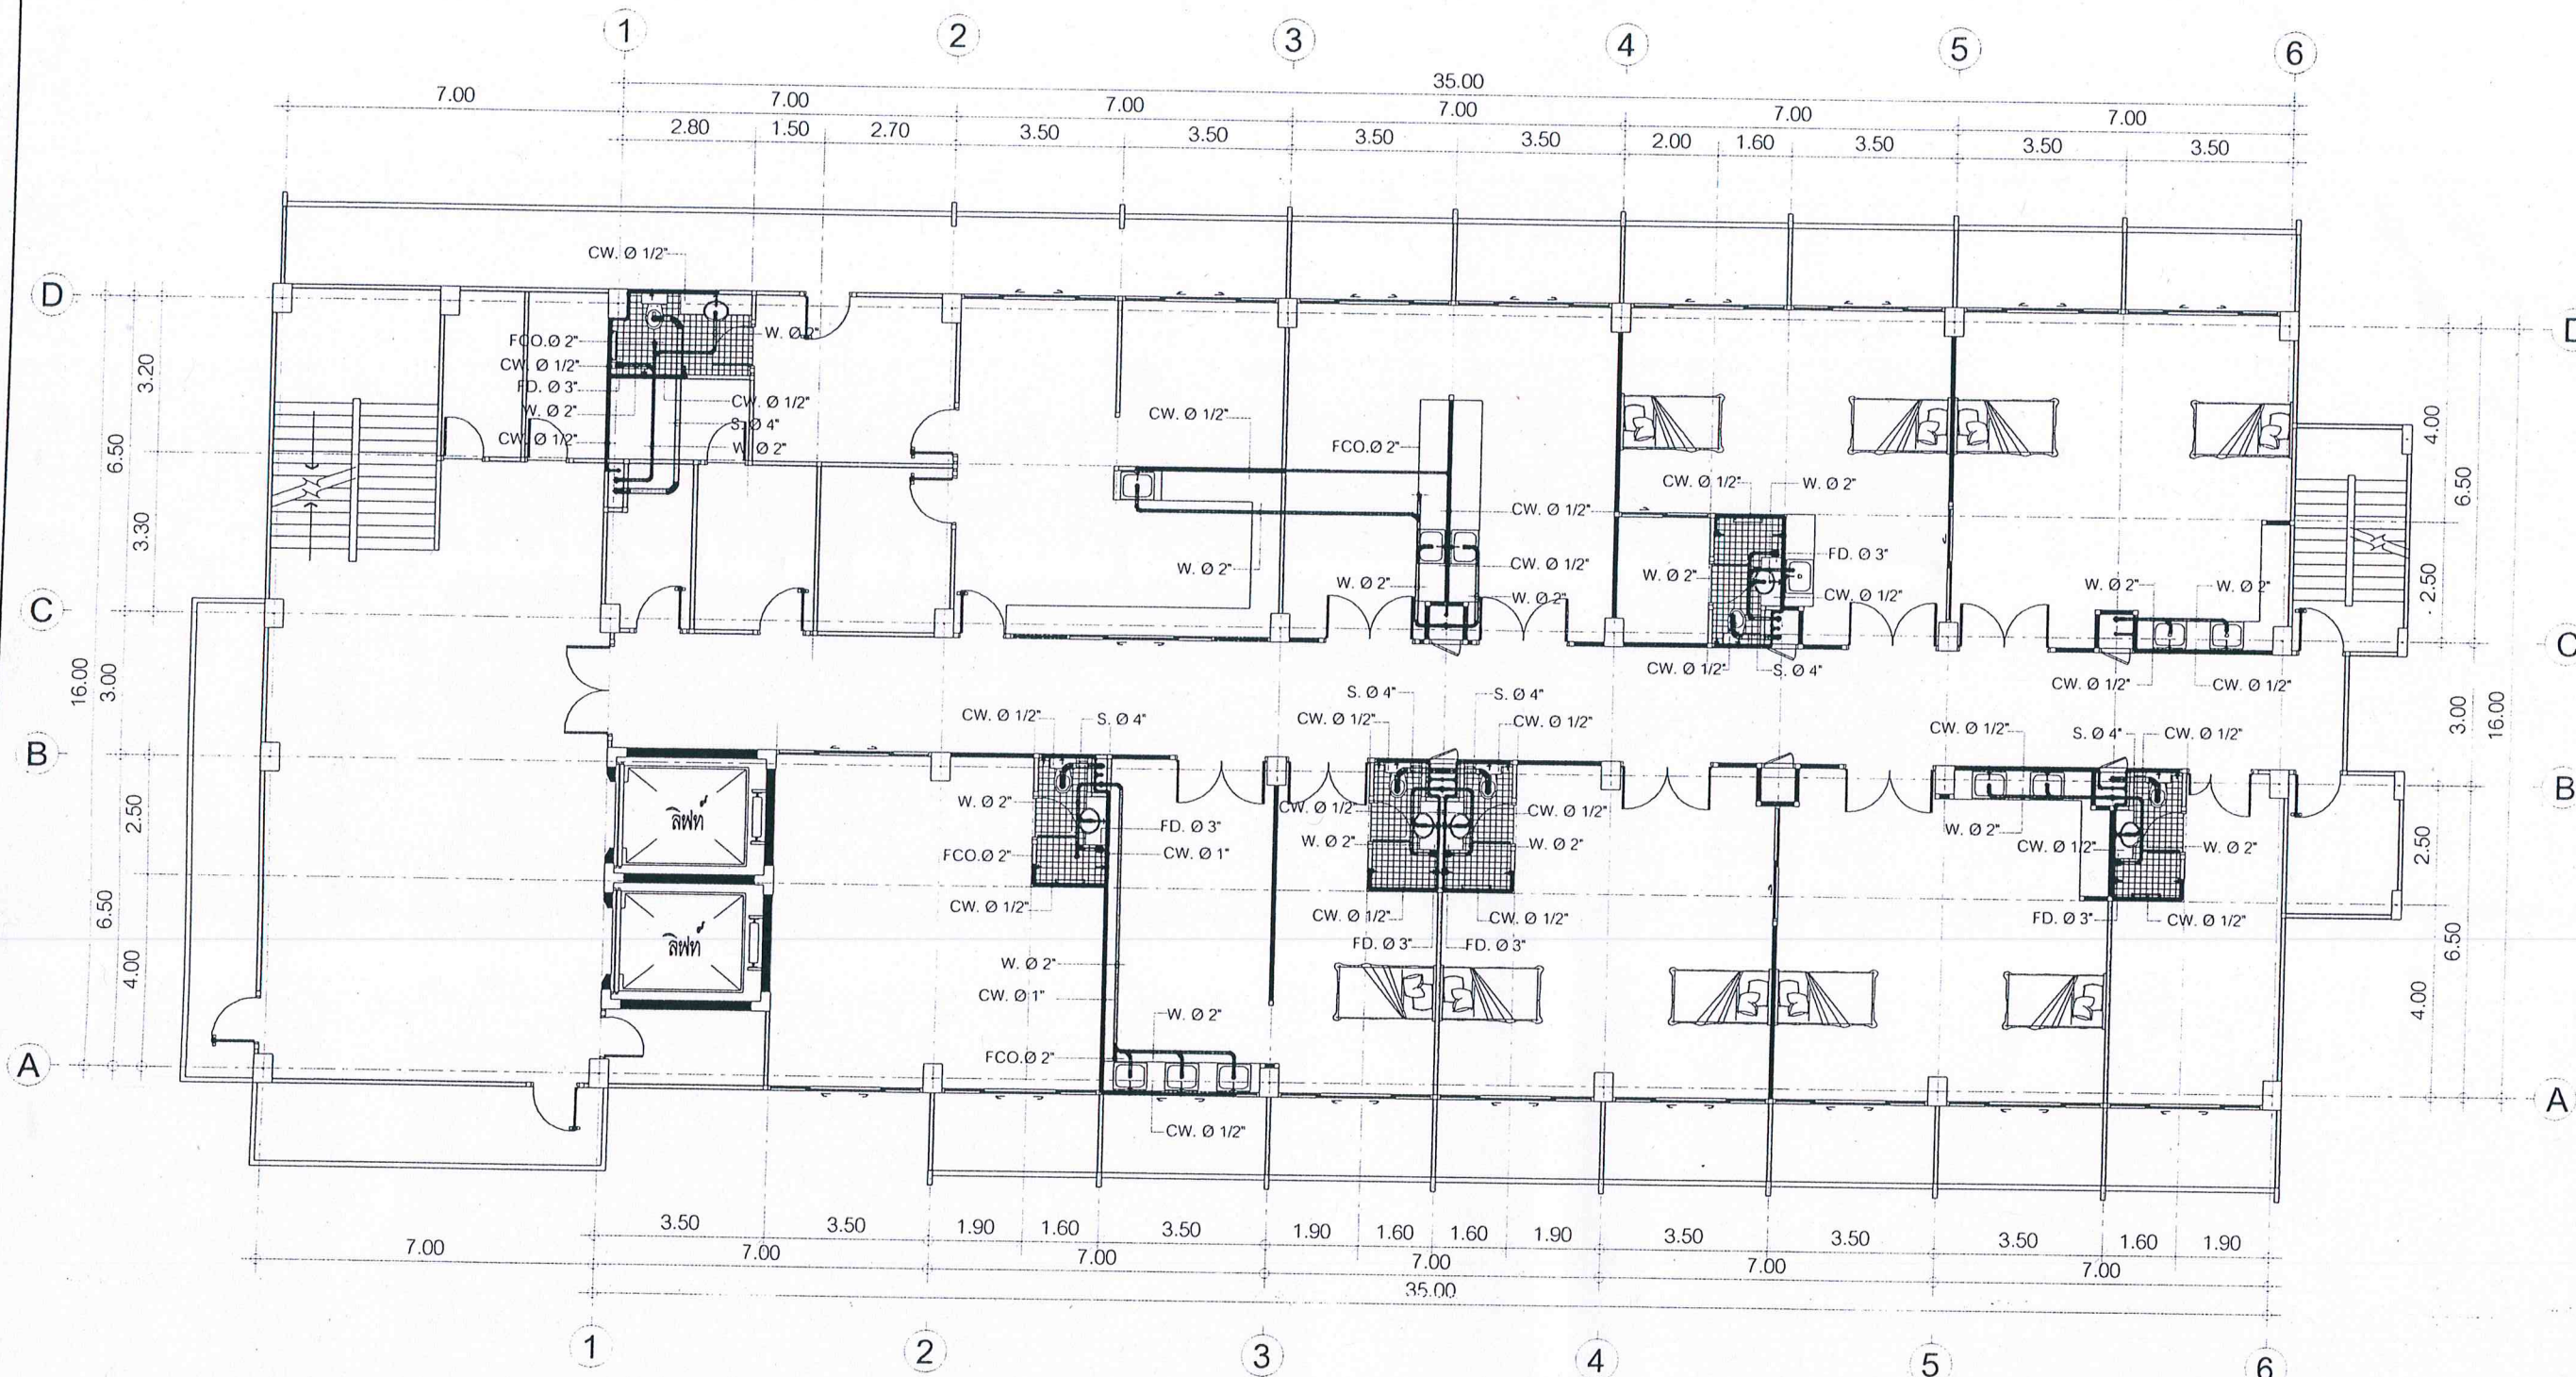 1 2 3 4 5 6
35.00
7.00 7.00 7.00 7.00 7.00 7.00
2.80 1.50 2.70 3.50 3.50 3.50 3.50 2.00 1.60 3.50 3.50 3.50
CW. Ø 1/2"
D
FCO.Ø 2"
W. Ø 2"
CW. Ø 1/2"
FD. Ø 3"
W. Ø 2"
CW. Ø 1/2"
S. Ø 4"
CW. Ø 1/2"
W. Ø 2"
CW. Ø 1/2"
FCO.Ø 2"
CW. Ø 1/2"
W. Ø 2"
CW. Ø 1/2"
W. Ø 2"
CW. Ø 1/2"
W. Ø 2"
W. Ø 2"
FD. Ø 3"
W. Ø 2"
CW. Ø 1/2"
CW. Ø 1/2"
S. Ø 4"
W. Ø 2"
W. Ø 2"
CW. Ø 1/2"
CW. Ø 1/2"
3.20
6.50
3.30
4.00
6.50
2.50
C
C
16.00
3.00
3.00
16.00
CW. Ø 1/2"
S. Ø 4"
S. Ø 4"
S. Ø 4"
CW. Ø 1/2"
CW. Ø 1/2"
CW. Ø 1/2"
S. Ø 4"
CW. Ø 1/2"
B
B
ลิฟท์
W. Ø 2"
FD. Ø 3"
FCO.Ø 2"
CW. Ø 1"
CW. Ø 1/2"
CW. Ø 1/2"
CW. Ø 1/2"
W. Ø 2"
W. Ø 2"
CW. Ø 1/2"
CW. Ø 1/2"
FD. Ø 3"
FD. Ø 3"
W. Ø 2"
CW. Ø 1/2"
W. Ø 2"
FD. Ø 3"
CW. Ø 1/2"
2.50
6.50
4.00
2.50
6.50
4.00
ลิฟท์
W. Ø 2"
CW. Ø 1"
W. Ø 2"
FCO.Ø 2"
CW. Ø 1/2"
A
A
3.50 3.50 1.90 1.60 3.50 1.90 1.60 1.60 1.90 3.50 3.50 3.50 1.60 1.90
7.00 7.00 7.00 7.00 7.00 7.00
35.00
1 2 3 4 5 6